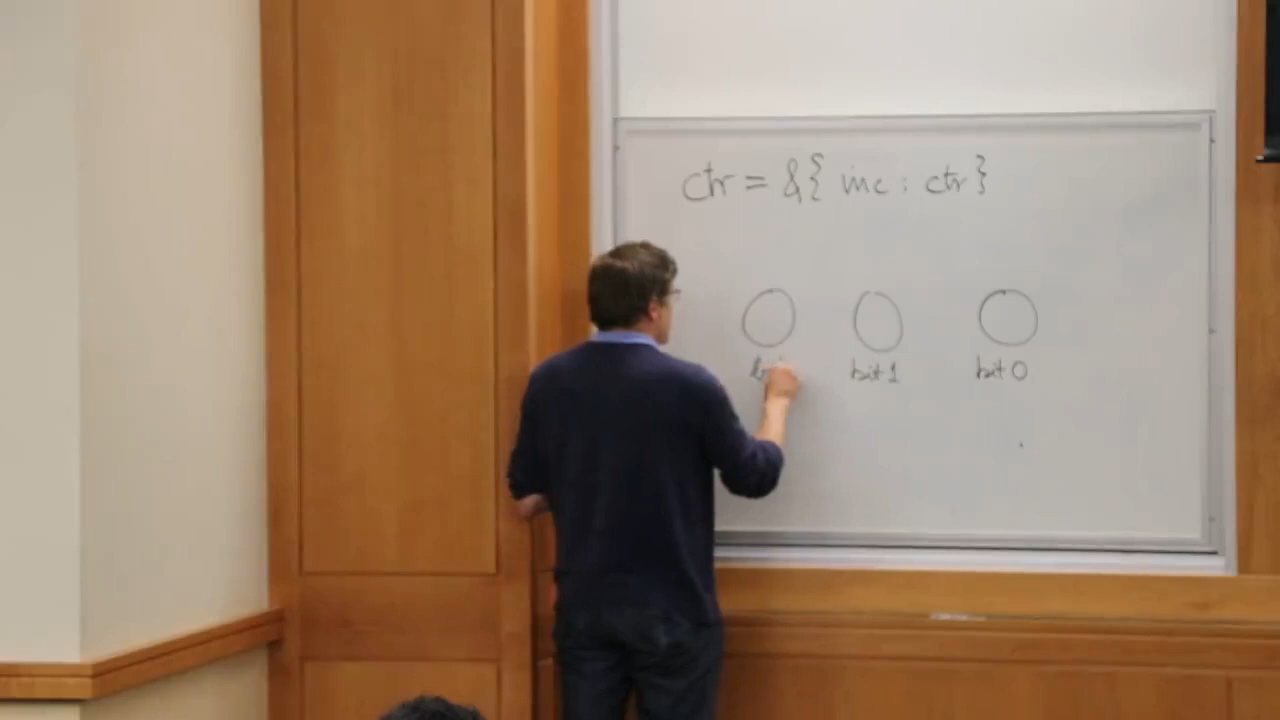 ctr = &{ inc : ctr}
bit 1 bit 0